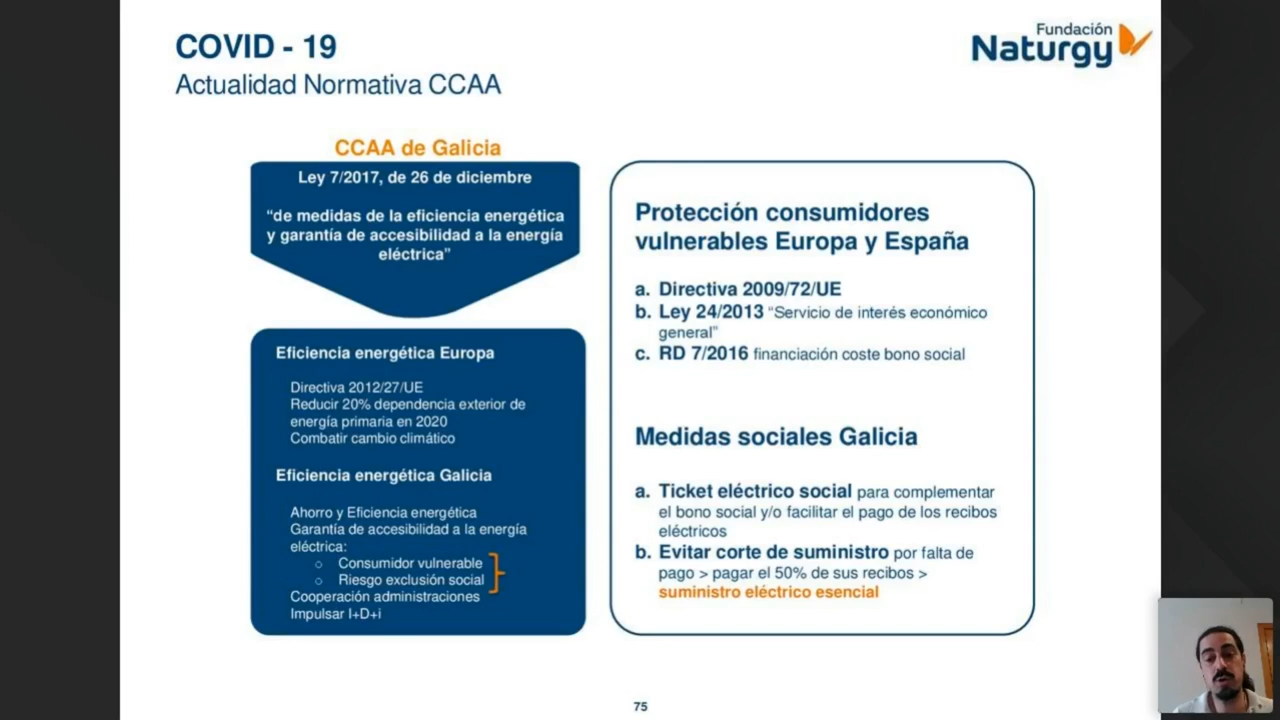 COVID - 19
Actualidad Normativa CCAA
Fundación
Naturgy
CCAA de Galicia
Ley 7/2017, de 26 de diciembre
“de medidas de la eficiencia energética
y garantía de accesibilidad a la energía
eléctrica”
Eficiencia energética Europa
Directiva 2012/27/UE
Reducir 20% dependencia exterior de
energía primaria en 2020
Combatir cambio climático
Eficiencia energética Galicia
Ahorro y Eficiencia energética
Garantía de accesibilidad a la energía
eléctrica:
○ Consumidor vulnerable
○ Riesgo exclusión social
Cooperación administraciones
Impulsar I+D+i
Protección consumidores
vulnerables Europa y España
a. Directiva 2009/72/UE
b. Ley 24/2013 “Servicio de interés económico
general”
c. RD 7/2016 financiación coste bono social
Medidas sociales Galicia
a. Ticket eléctrico social para complementar
el bono social y/o facilitar el pago de los recibos
eléctricos
b. Evitar corte de suministro por falta de
pago > pagar el 50% de sus recibos >
suministro eléctrico esencial
75